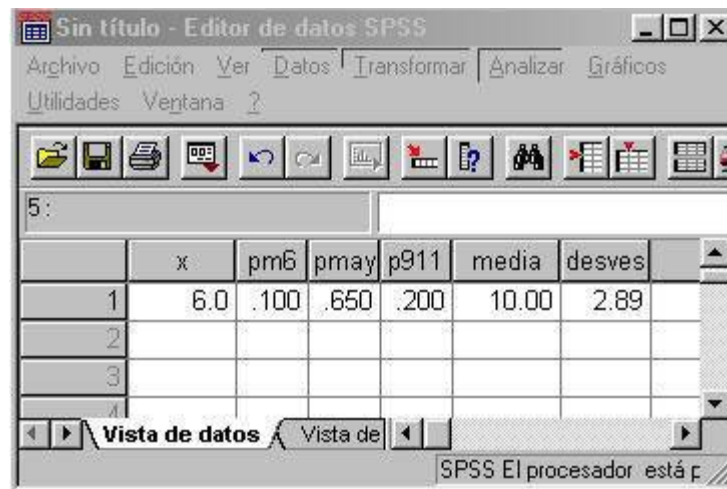 Sin título - Editor de datos SPSS
Archivo Edición Ver Datos Transformar Analizar Gráficos
Utilidades Ventana ?
5:
x pm6 pmay p911 media desves
1 6.0 .100 .650 .200 10.00 2.89
2
3
4
Vista de datos Vista de
SPSS El procesador está p